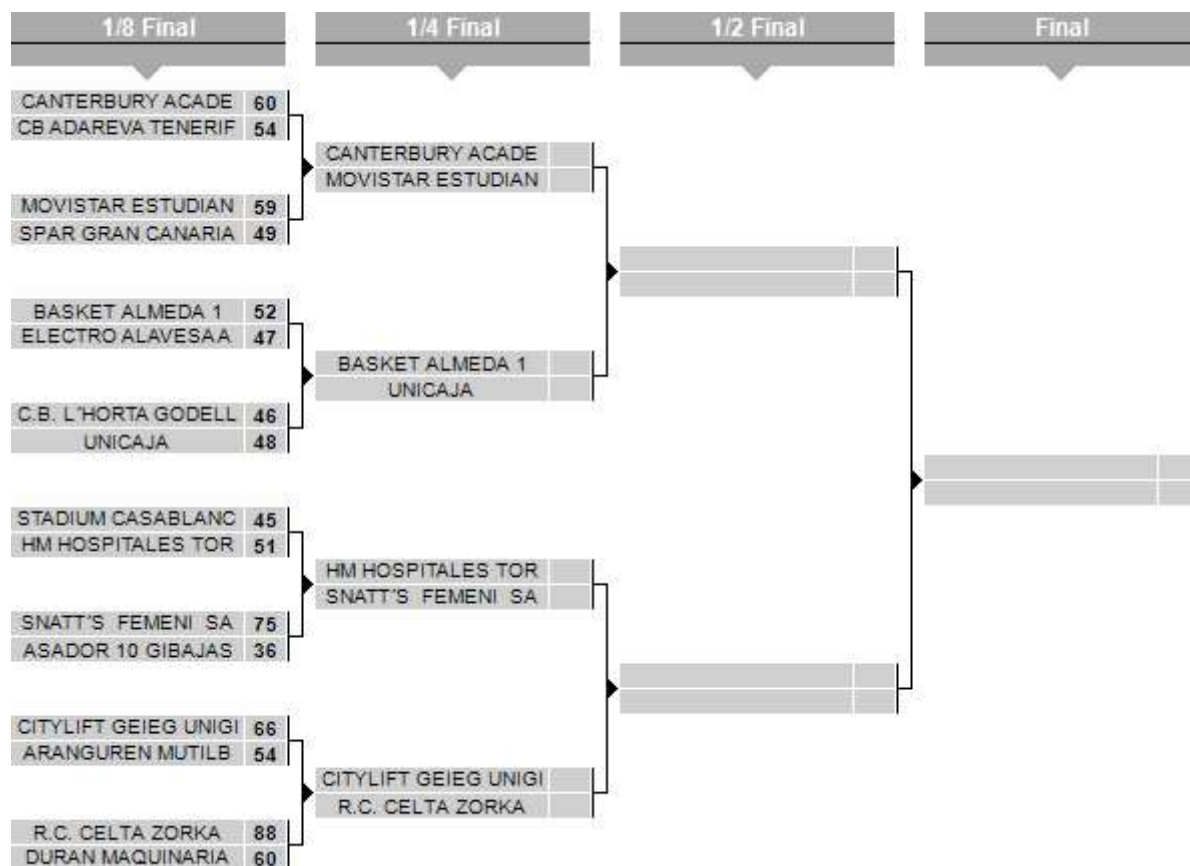 1/8 Final 1/4 Final 1/2 Final Final
CANTERBURY ACADE 60
CB ADAREVA TENERIF 54
CANTERBURY ACADE
MOVISTAR ESTUDIAN
MOVISTAR ESTUDIAN 59
SPAR GRAN CANARIA 49
BASKET ALMEDA 1 52
ELECTRO ALAVESA A 47
BASKET ALMEDA 1
UNICAJA
C.B. L'HORTA GODELL 46
UNICAJA 48
STADIUM CASABLANC 45
HM HOSPITALES TOR 51
HM HOSPITALES TOR
SNATT'S FEMENI SA
SNATT'S FEMENI SA 75
ASADOR 10 GIBAJAS 36
CITYLIFT GEIEG UNIGI 66
ARANGUREN MUTILB 54
CITYLIFT GEIEG UNIGI
R.C. CELTA ZORKA
R.C. CELTA ZORKA 88
DURAN MAQUINARIA 60